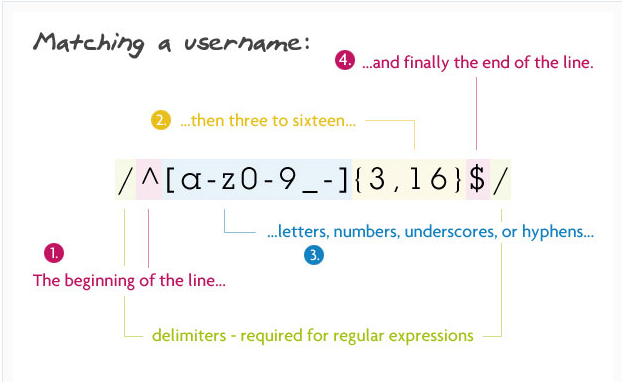 Matching a username:
4. ...and finally the end of the line.
2. ...then three to sixteen...
/^[a-z0-9_-]{3,16}$/
...letters, numbers, underscores, or hyphens...
3.
1.
The beginning of the line...
delimiters - required for regular expressions